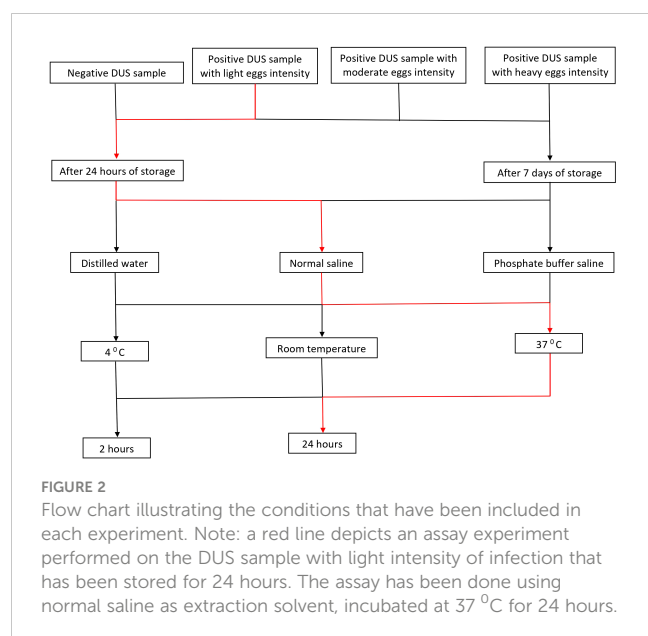 Negative DUS sample
Positive DUS sample
with light eggs intensity
Positive DUS sample with
moderate eggs intensity
Positive DUS sample
with heavy eggs intensity
After 24 hours of storage
After 7 days of storage
Distilled water
Normal saline
Phosphate buffer saline
4 ⁰C
Room temperature
37 ⁰C
2 hours
24 hours
FIGURE 2
Flow chart illustrating the conditions that have been included in
each experiment. Note: a red line depicts an assay experiment
performed on the DUS sample with light intensity of infection that
has been stored for 24 hours. The assay has been done using
normal saline as extraction solvent, incubated at 37 ⁰C for 24 hours.